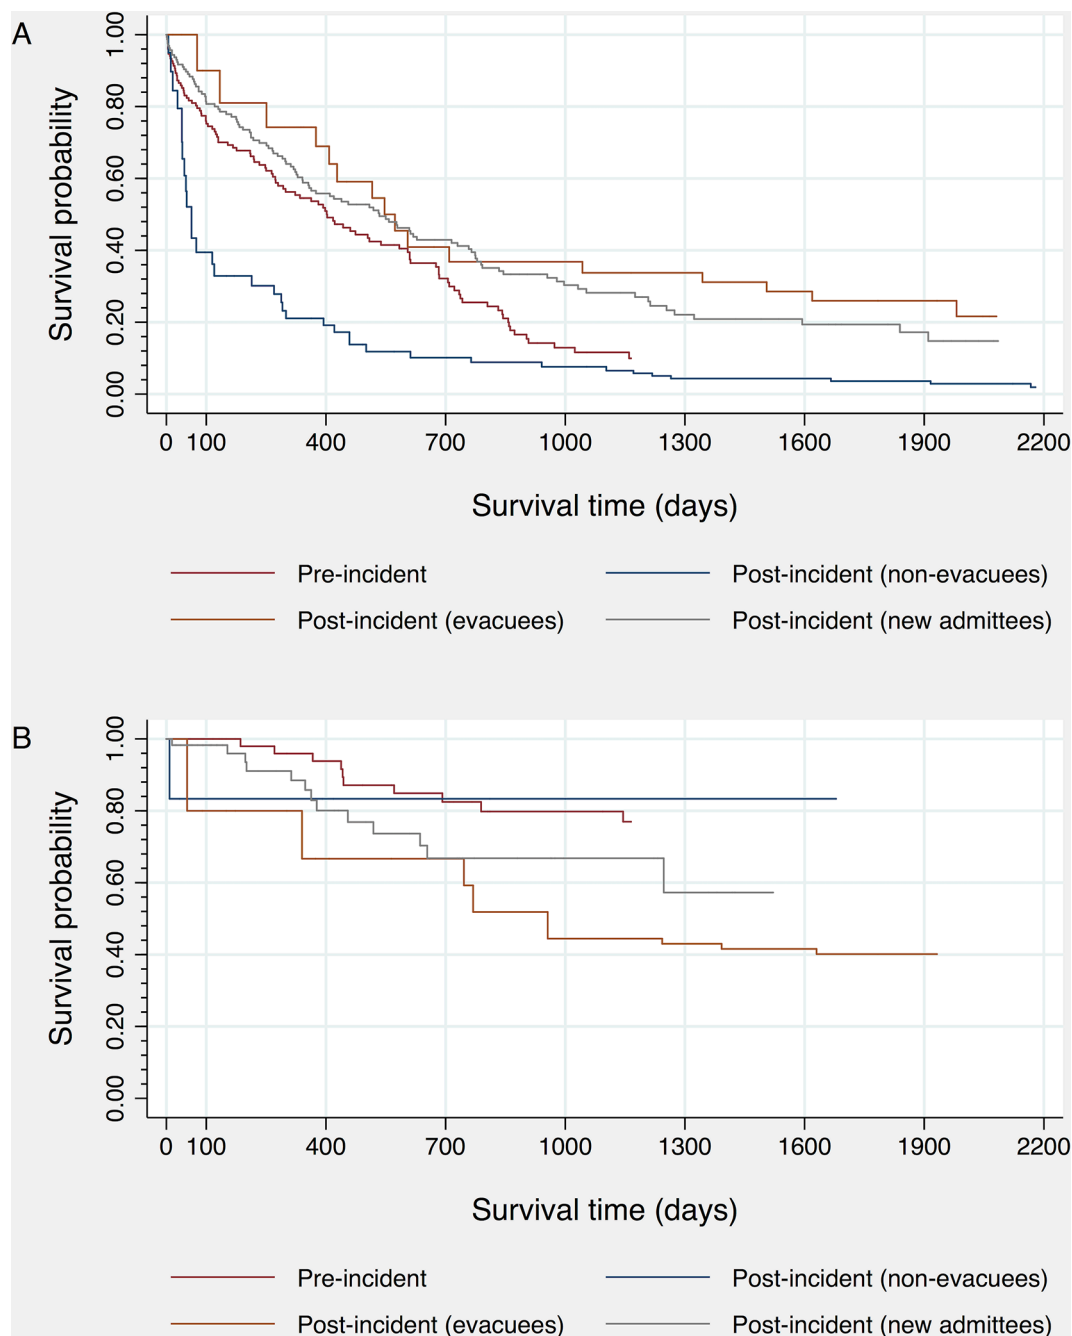 A
Survival probability
1.00
0.80
0.60
0.40
0.20
0.00
0 100 400 700 1000 1300 1600 1900 2200
Survival time (days)
Pre-incident Post-incident (non-evacuees)
Post-incident (evacuees) Post-incident (new admittees)
B
Survival probability
1.00
0.80
0.60
0.40
0.20
0.00
0 100 400 700 1000 1300 1600 1900 2200
Survival time (days)
Pre-incident Post-incident (non-evacuees)
Post-incident (evacuees) Post-incident (new admittees)